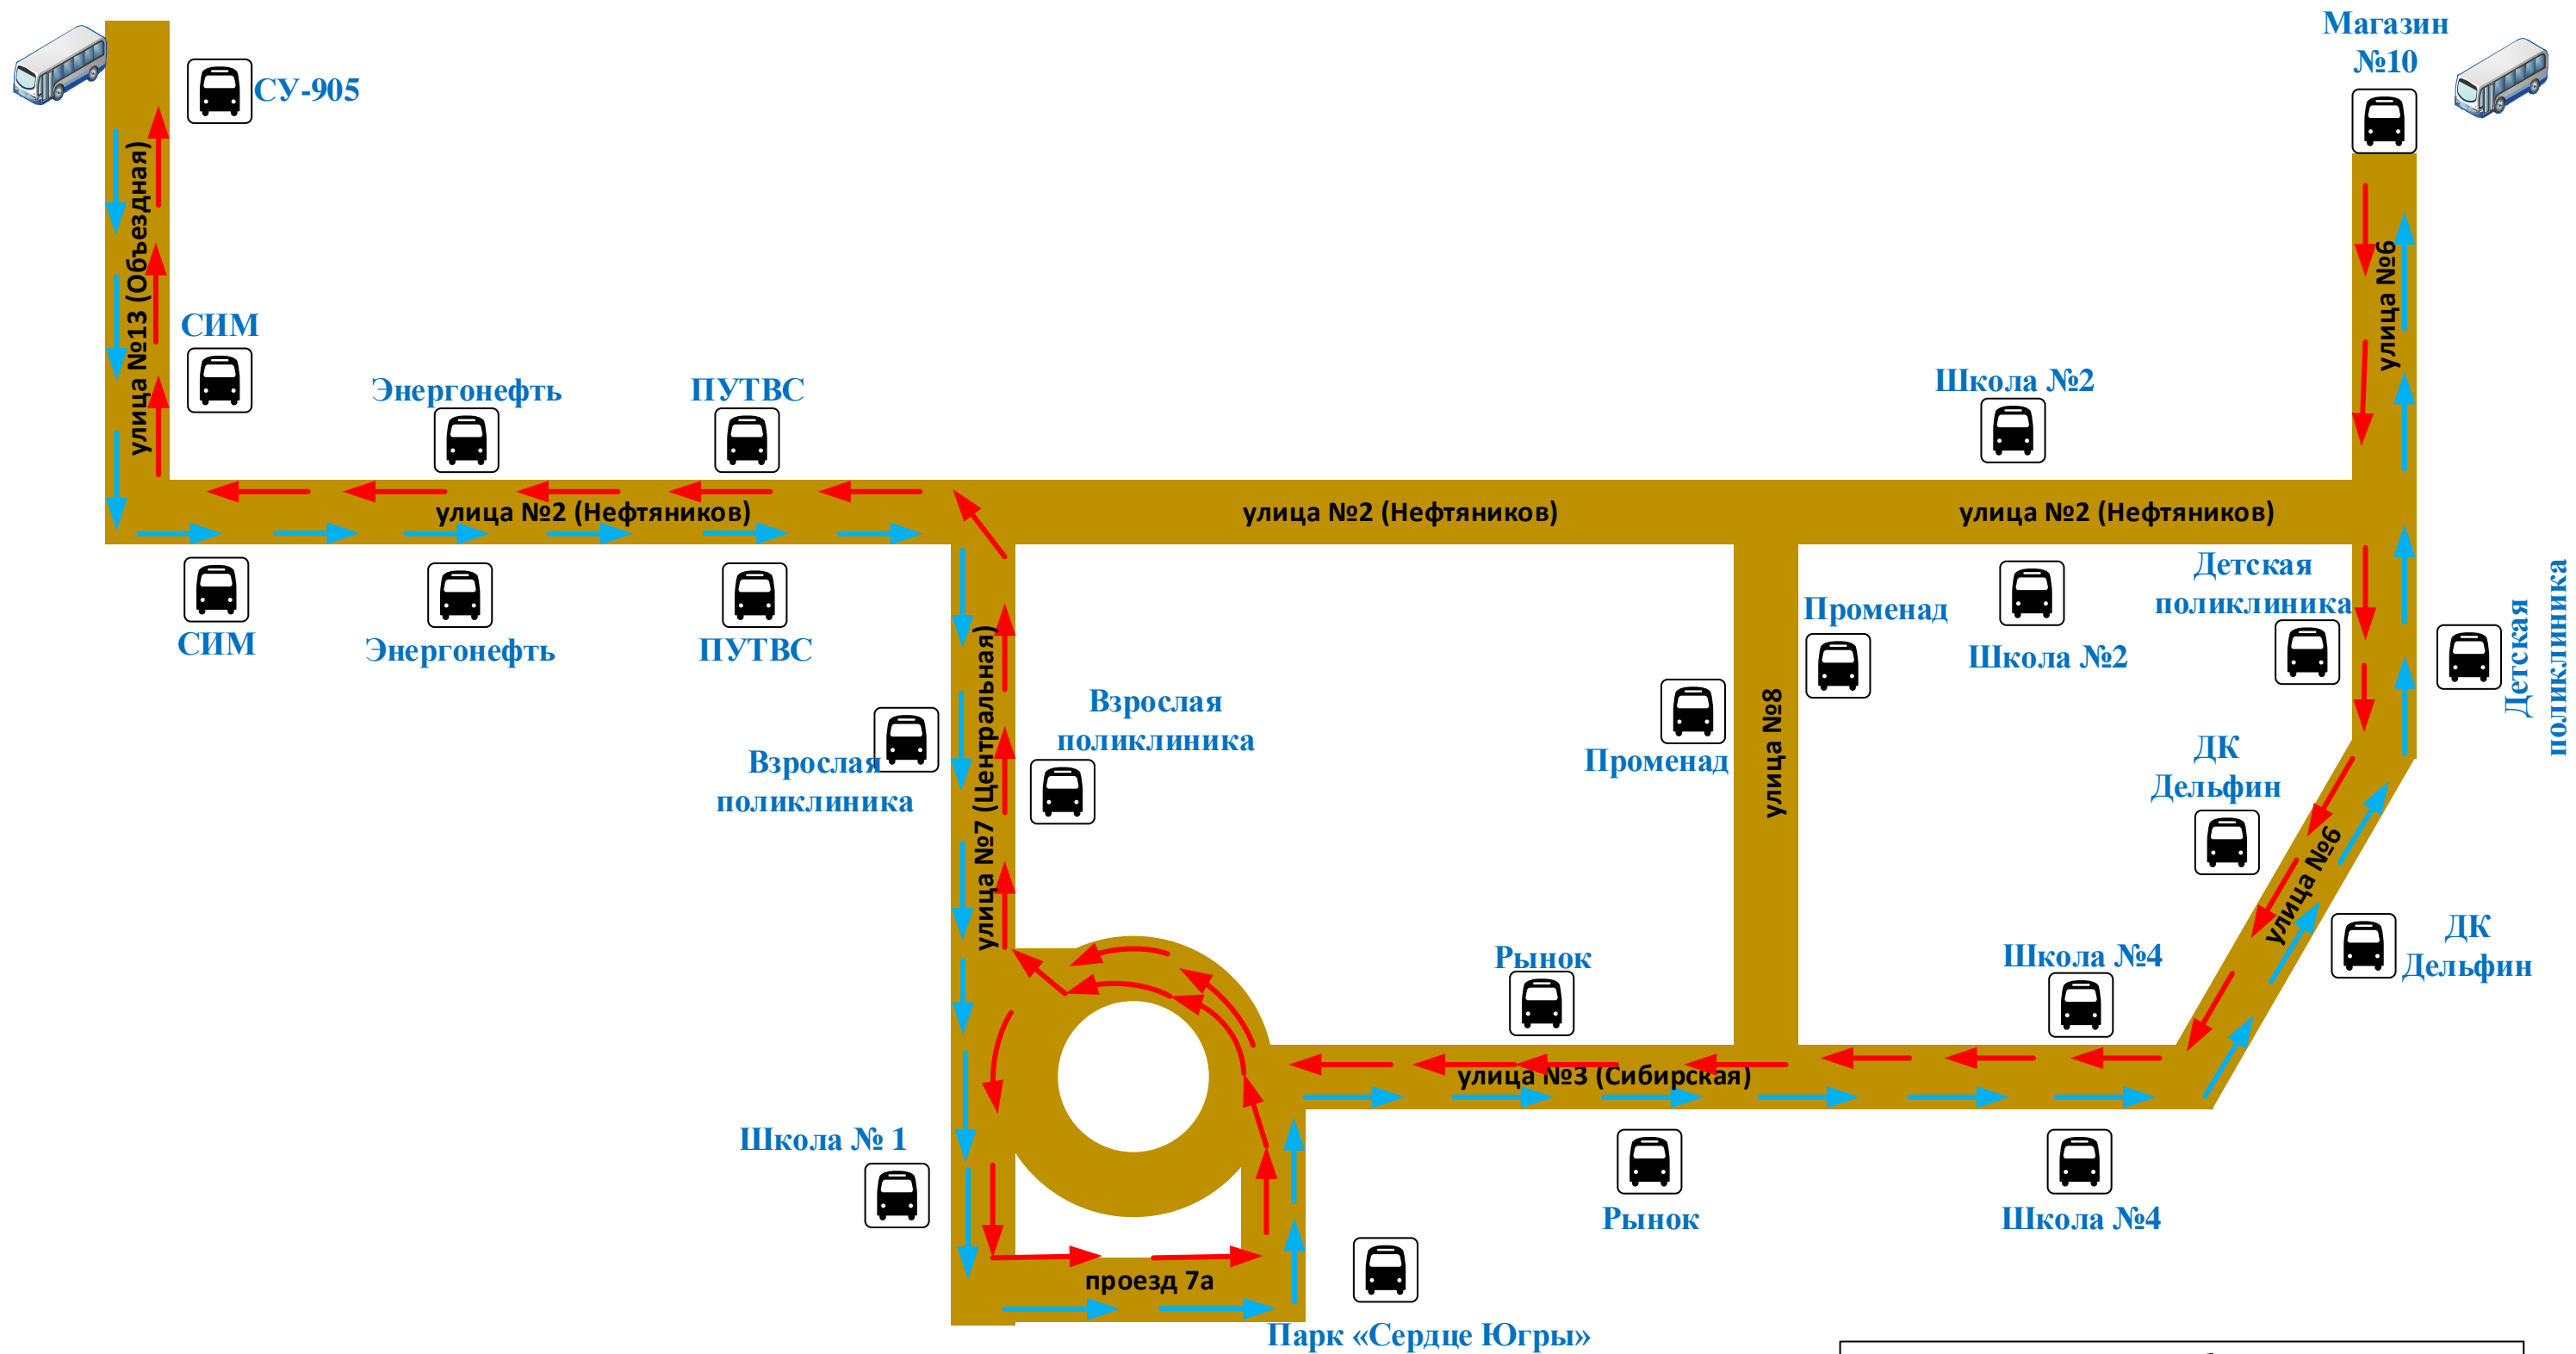 Магазин
№10
СУ-905
улица №13 (Объездная)
улица №6
СИМ
Энергонефть
ПУТВС
Школа №2
улица №2 (Нефтяников)
улица №2 (Нефтяников)
улица №2 (Нефтяников)
СИМ
Энергонефть
ПУТВС
Детская
поликлиника
Детская
поликлиника
Променад
Школа №2
улица №7 (Центральная)
Взрослая
поликлиника
Взрослая
поликлиника
Променад
улица №8
ДК
Дельфин
улица №6
ДК
Дельфин
Рынок
Школа №4
улица №3 (Сибирская)
Школа № 1
Рынок
Школа №4
проезд 7а
Парк «Сердце Югры»